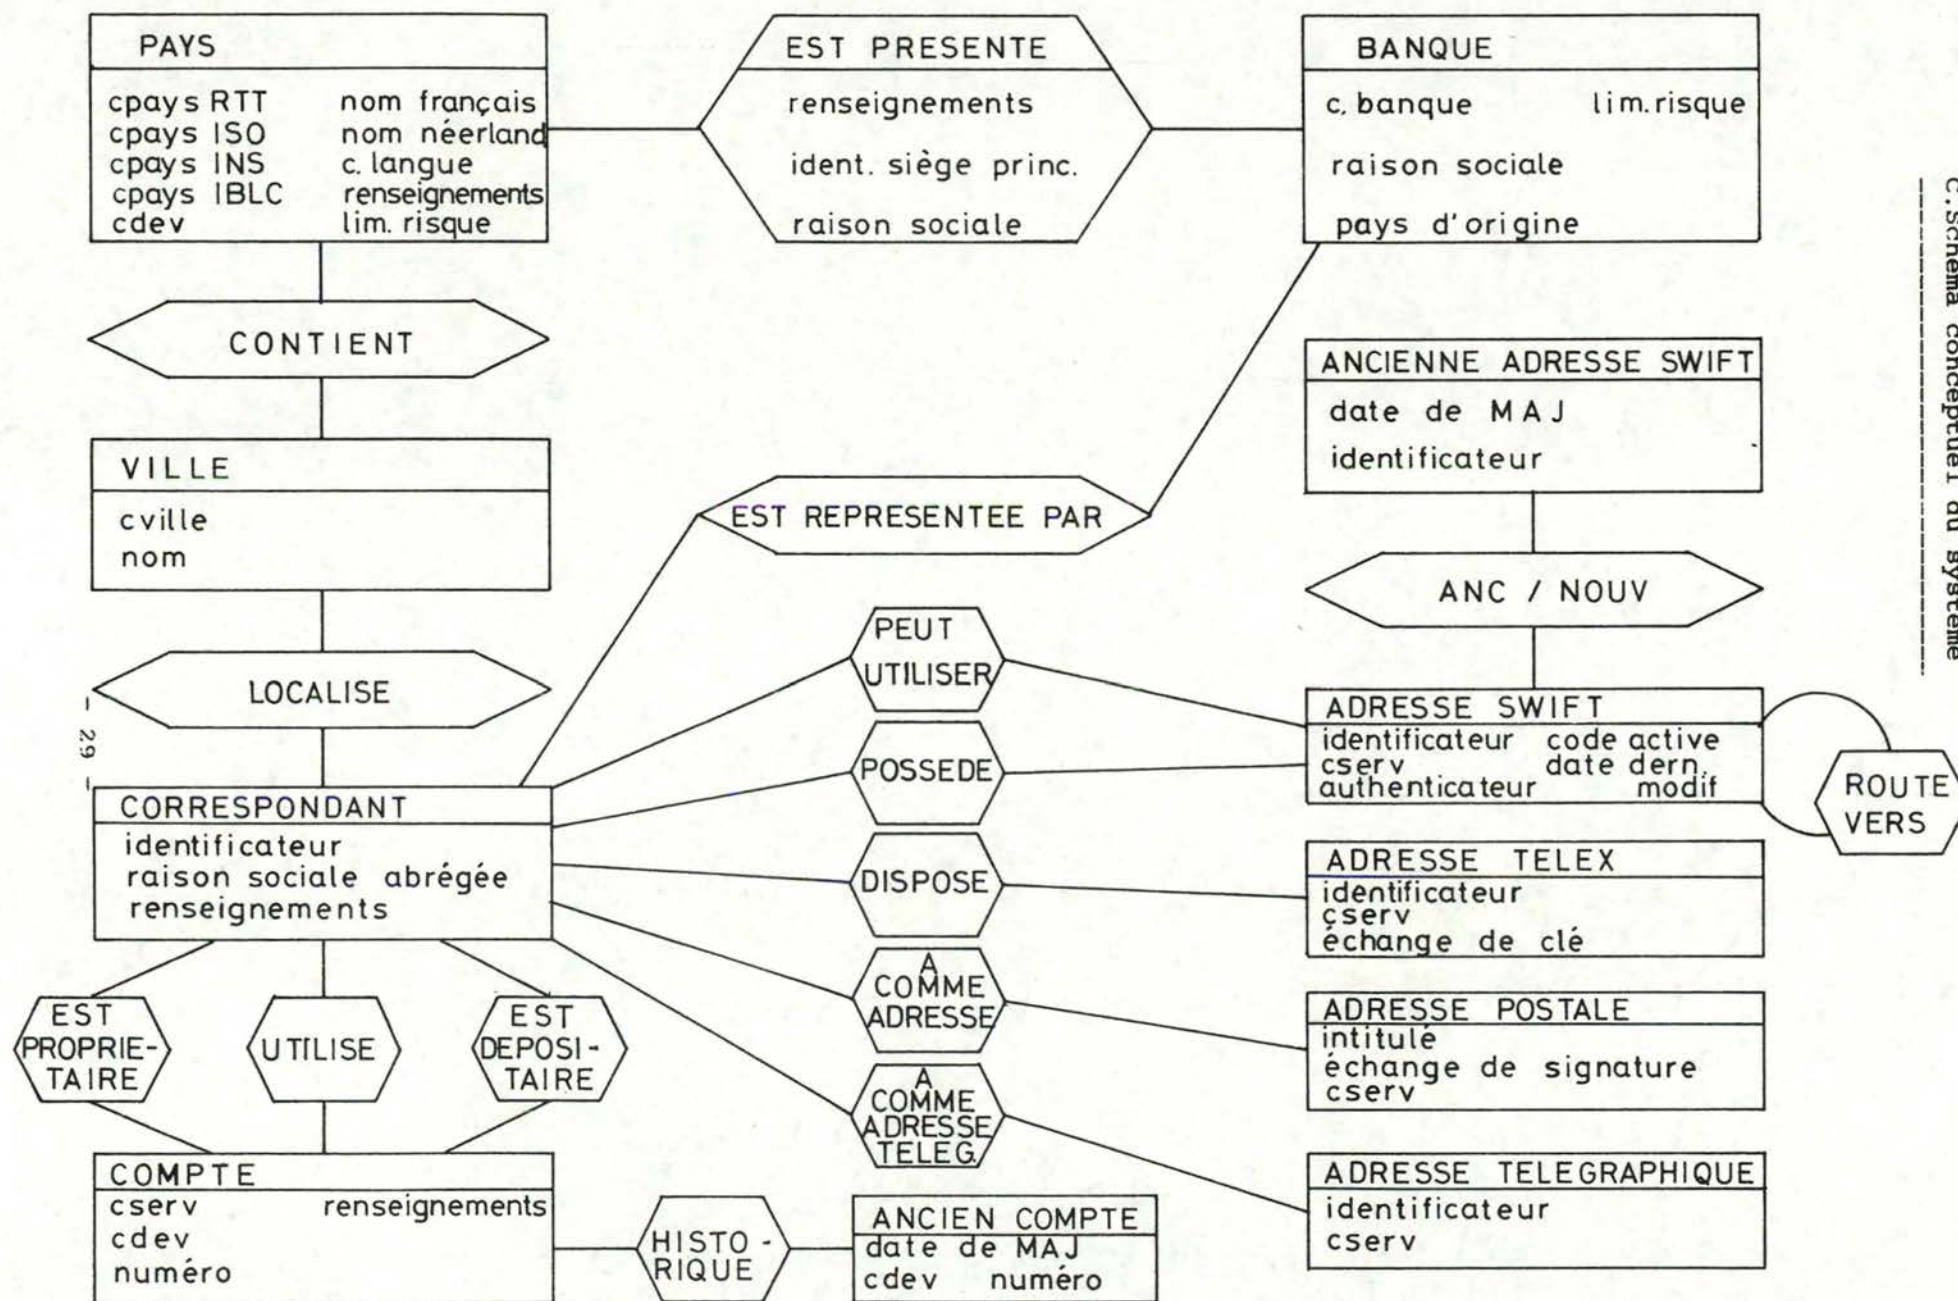 c.schéma conceptuel du système
PAYS
cpays RTT nom français
cpays ISO nom néerland
cpays INS c. langue
cpays IBLC renseignements
cdev lim. risque
EST PRESENTE
renseignements
ident. siège princ.
raison sociale
BANQUE
c. banque lim.risque
raison sociale
pays d'origine
CONTIENT
ANCIENNE ADRESSE SWIFT
date de MAJ
identificateur
VILLE
cville
nom
EST REPRESENTEE PAR
ANC / NOUV
LOCALISE
PEUT
UTILISER
ADRESSE SWIFT
identificateur code active
cserv date dern.
authenticateur modif
ROUTE
VERS
POSSEDE
CORRESPONDANT
identificateur
raison sociale abrégée
renseignements
DISPOSE
ADRESSE TELEX
identificateur
cserv
échange de clé
A
COMME
ADRESSE
ADRESSE POSTALE
intitulé
échange de signature
cserv
EST
PROPRIE-
TAIRE
UTILISE
EST
DEPOSI-
TAIRE
A
COMME
ADRESSE
TELEG.
ADRESSE TELEGRAPHIQUE
identificateur
cserv
COMPTE
cserv renseignements
cdev
numéro
HISTO-
RIQUE
ANCIEN COMPTE
date de MAJ
cdev numéro
- 29 -